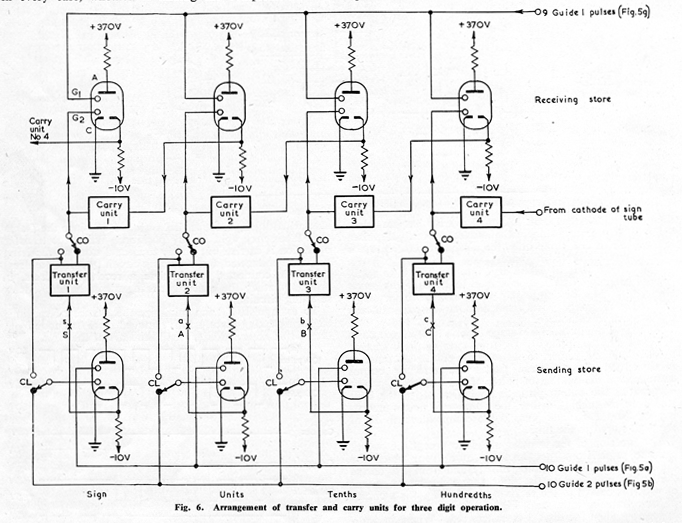 +370V +370V +370V +370V 9 Guide 1 pulses (Fig.5g)
A
G1
G2
C
Receiving store
Carry unit No 4
-10V -10V -10V -10V
Carry unit 1
Carry unit 2
Carry unit 3
Carry unit 4
From cathode of sign tube
CO CO CO CO
Transfer unit 1
Transfer unit 2
Transfer unit 3
Transfer unit 4
+370V +370V +370V +370V
s a b c
S A B C
Sending store
CL CL CL CL
-10V -10V -10V -10V
10 Guide 1 pulses (Fig.5a)
10 Guide 2 pulses (Fig 5b)
Sign Units Tenths Hundredths
Fig. 6. Arrangement of transfer and carry units for three digit operation.